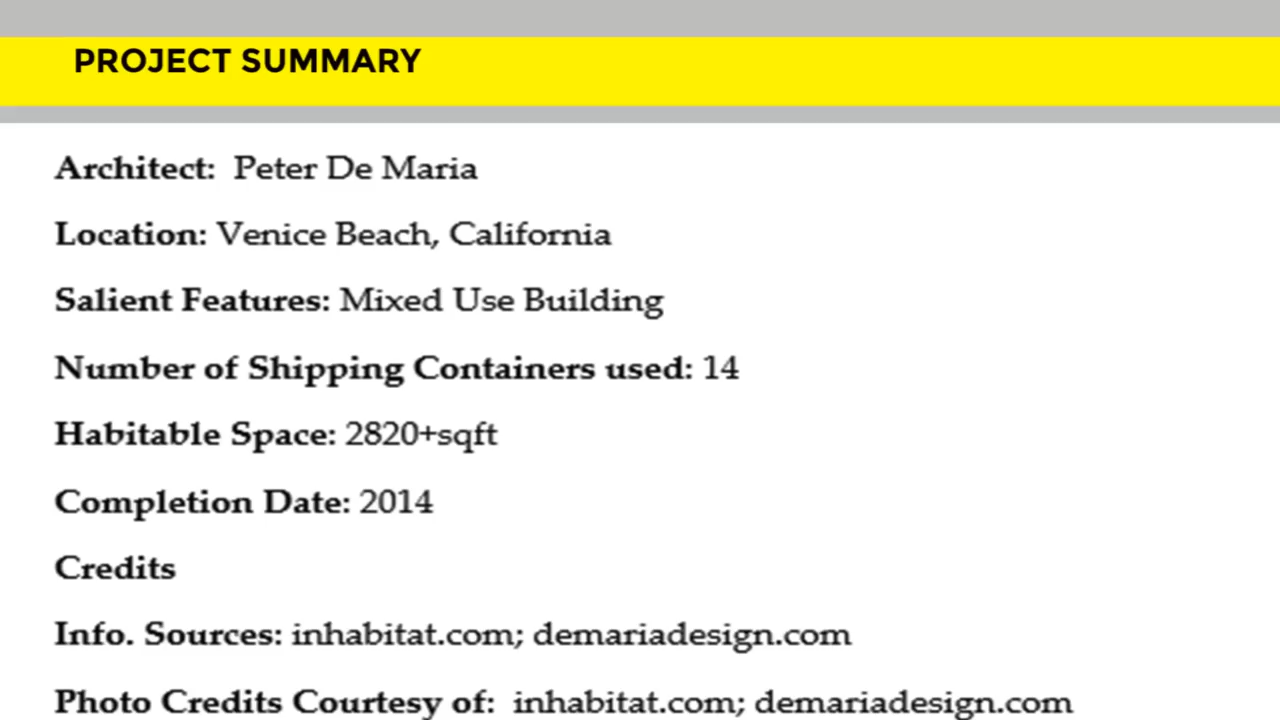 PROJECT SUMMARY
Architect: Peter De Maria
Location: Venice Beach, California
Salient Features: Mixed Use Building
Number of Shipping Containers used: 14
Habitable Space: 2820+sqft
Completion Date: 2014
Credits
Info. Sources: inhabitat.com; demariadesign.com
Photo Credits Courtesy of: inhabitat.com; demariadesign.com